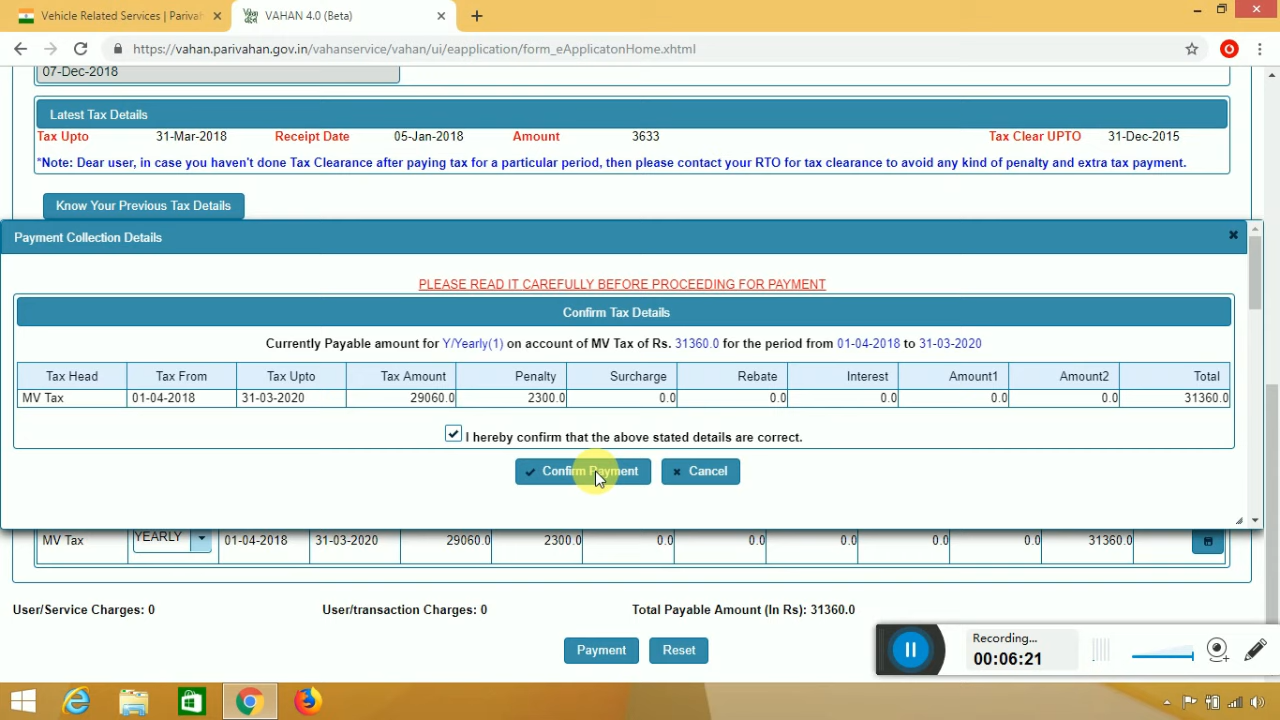 Vehicle Related Services | Pariva
VAHAN 4.0 (Beta)
https://vahan.parivahan.gov.in/vahanservice/vahan/ui/eapplication/form_eApplicatonHome.xhtml
07-Dec-2018
Latest Tax Details
Tax Upto 31-Mar-2018 Receipt Date 05-Jan-2018 Amount 3633 Tax Clear UPTO 31-Dec-2015
*Note: Dear user, in case you haven't done Tax Clearance after paying tax for a particular period, then please contact your RTO for tax clearance to avoid any kind of penalty and extra tax payment.
Know Your Previous Tax Details
Payment Collection Details
PLEASE READ IT CAREFULLY BEFORE PROCEEDING FOR PAYMENT
Confirm Tax Details
Currently Payable amount for Y/Yearly(1) on account of MV Tax of Rs. 31360.0 for the period from 01-04-2018 to 31-03-2020
Tax Head Tax From Tax Upto Tax Amount Penalty Surcharge Rebate Interest Amount1 Amount2 Total
MV Tax 01-04-2018 31-03-2020 29060.0 2300.0 0.0 0.0 0.0 0.0 0.0 31360.0
I hereby confirm that the above stated details are correct.
Confirm Payment Cancel
MV Tax YEARLY 01-04-2018 31-03-2020 29060.0 2300.0 0.0 0.0 0.0 0.0 0.0 31360.0
User/Service Charges: 0 User/transaction Charges: 0 Total Payable Amount (In Rs): 31360.0
Payment Reset
Recording...
00:06:21